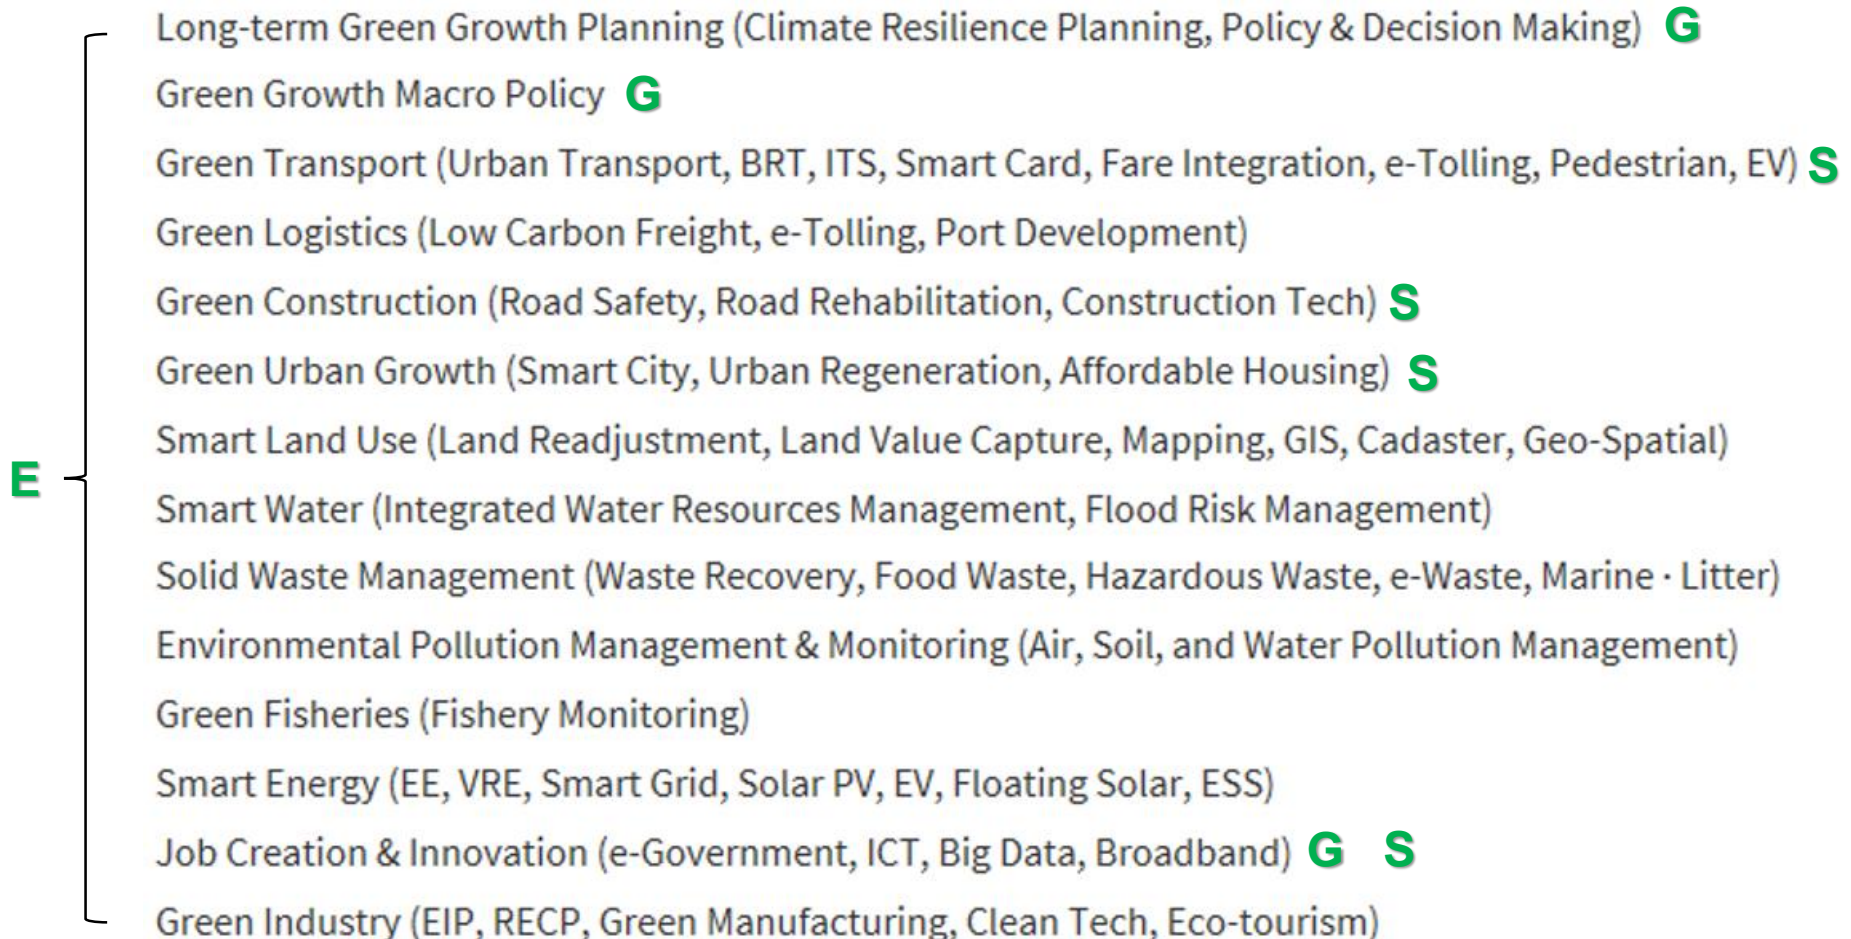 Long-term Green Growth Planning (Climate Resilience Planning, Policy & Decision Making) G
Green Growth Macro Policy G
Green Transport (Urban Transport, BRT, ITS, Smart Card, Fare Integration, e-Tolling, Pedestrian, EV) S
Green Logistics (Low Carbon Freight, e-Tolling, Port Development)
Green Construction (Road Safety, Road Rehabilitation, Construction Tech) S
Green Urban Growth (Smart City, Urban Regeneration, Affordable Housing) S
Smart Land Use (Land Readjustment, Land Value Capture, Mapping, GIS, Cadaster, Geo-Spatial)
E
Smart Water (Integrated Water Resources Management, Flood Risk Management)
Solid Waste Management (Waste Recovery, Food Waste, Hazardous Waste, e-Waste, Marine · Litter)
Environmental Pollution Management & Monitoring (Air, Soil, and Water Pollution Management)
Green Fisheries (Fishery Monitoring)
Smart Energy (EE, VRE, Smart Grid, Solar PV, EV, Floating Solar, ESS)
Job Creation & Innovation (e-Government, ICT, Big Data, Broadband) G S
Green Industry (EIP, RECP, Green Manufacturing, Clean Tech, Eco-tourism)